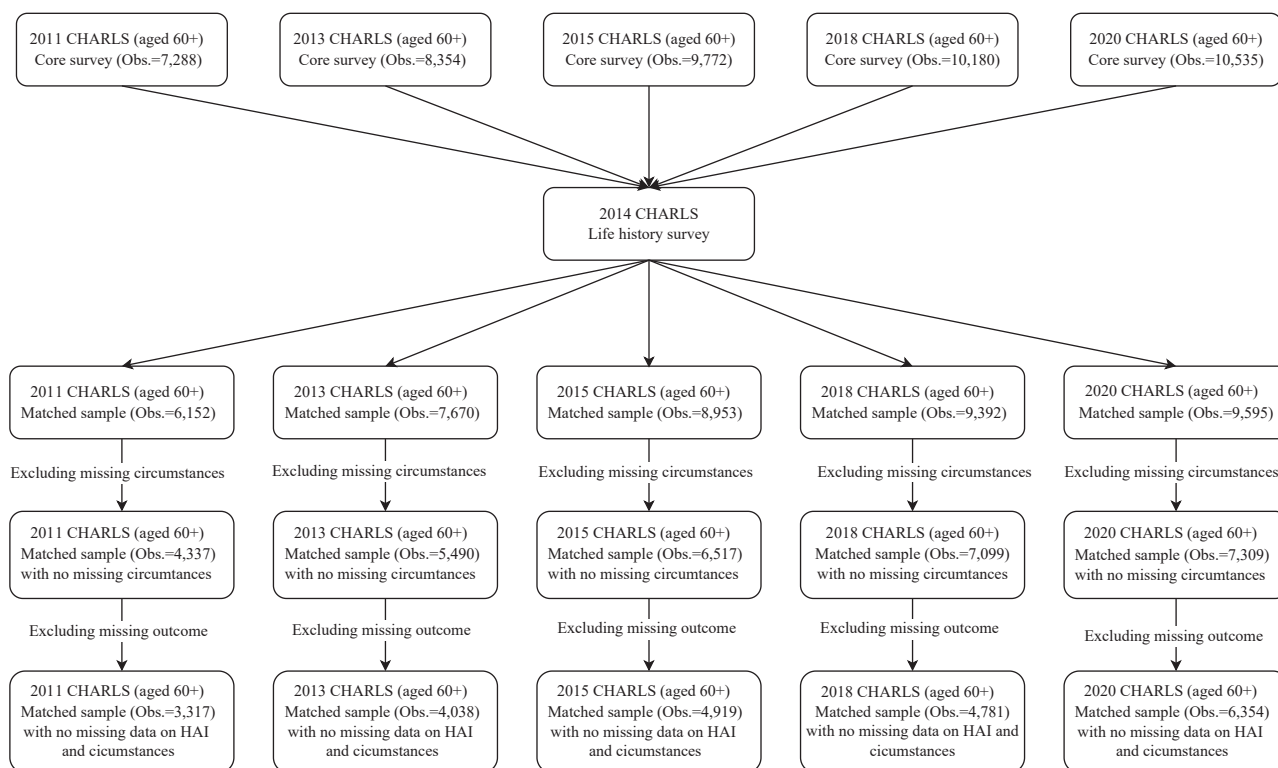 2011 CHARLS (aged 60+)
Core survey (Obs.=7,288)
2013 CHARLS (aged 60+)
Core survey (Obs.=8,354)
2015 CHARLS (aged 60+)
Core survey (Obs.=9,772)
2018 CHARLS (aged 60+)
Core survey (Obs.=10,180)
2020 CHARLS (aged 60+)
Core survey (Obs.=10,535)
2014 CHARLS
Life history survey
2011 CHARLS (aged 60+)
Matched sample (Obs.=6,152)
2013 CHARLS (aged 60+)
Matched sample (Obs.=7,670)
2015 CHARLS (aged 60+)
Matched sample (Obs.=8,953)
2018 CHARLS (aged 60+)
Matched sample (Obs.=9,392)
2020 CHARLS (aged 60+)
Matched sample (Obs.=9,595)
Excluding missing circumstances
Excluding missing circumstances
Excluding missing circumstances
Excluding missing circumstances
Excluding missing circumstances
2011 CHARLS (aged 60+)
Matched sample (Obs.=4,337)
with no missing circumtances
2013 CHARLS (aged 60+)
Matched sample (Obs.=5,490)
with no missing circumtances
2015 CHARLS (aged 60+)
Matched sample (Obs.=6,517)
with no missing circumtances
2018 CHARLS (aged 60+)
Matched sample (Obs.=7,099)
with no missing circumtances
2020 CHARLS (aged 60+)
Matched sample (Obs.=7,309)
with no missing circumtances
Excluding missing outcome
Excluding missing outcome
Excluding missing outcome
Excluding missing outcome
Excluding missing outcome
2011 CHARLS (aged 60+)
Matched sample (Obs.=3,317)
with no missing data on HAI
and cicumstances
2013 CHARLS (aged 60+)
Matched sample (Obs.=4,038)
with no missing data on HAI
and cicumstances
2015 CHARLS (aged 60+)
Matched sample (Obs.=4,919)
with no missing data on HAI
and cicumstances
2018 CHARLS (aged 60+)
Matched sample (Obs.=4,781)
with no missing data on HAI and
cicumstances
2020 CHARLS (aged 60+)
Matched sample (Obs.=6,354)
with no missing data on HAI
and cicumstances